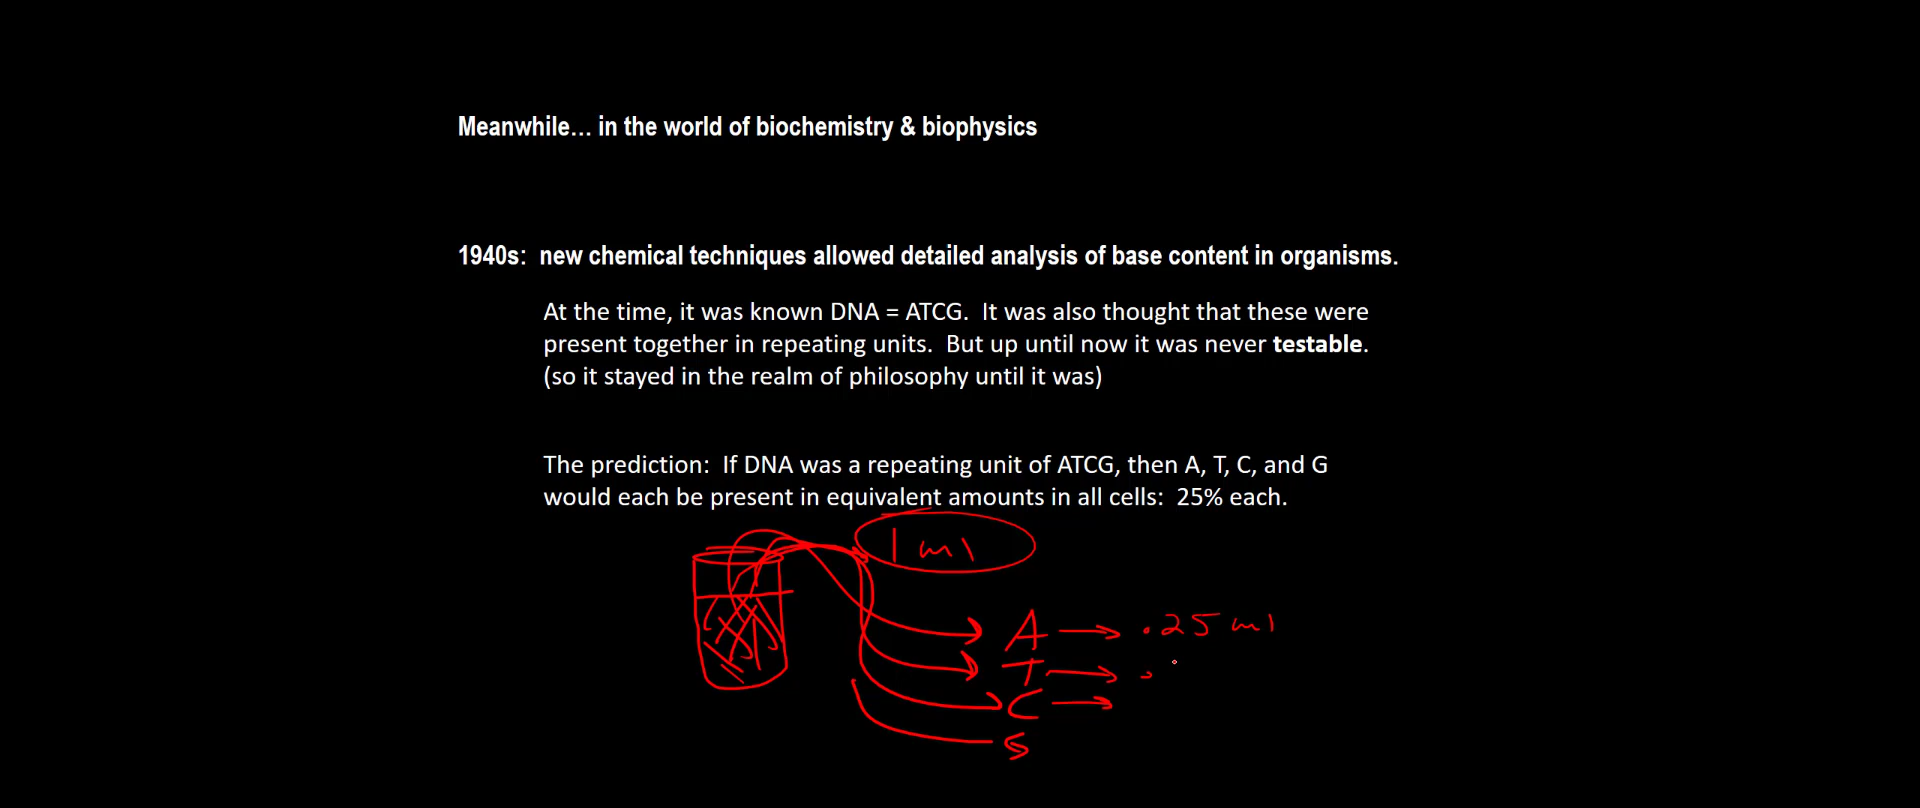 Meanwhile… in the world of biochemistry & biophysics
1940s: new chemical techniques allowed detailed analysis of base content in organisms.
At the time, it was known DNA = ATCG. It was also thought that these were
present together in repeating units. But up until now it was never testable.
(so it stayed in the realm of philosophy until it was)
The prediction: If DNA was a repeating unit of ATCG, then A, T, C, and G
would each be present in equivalent amounts in all cells: 25% each.
1 ml
A → .25 ml
T → .
C →